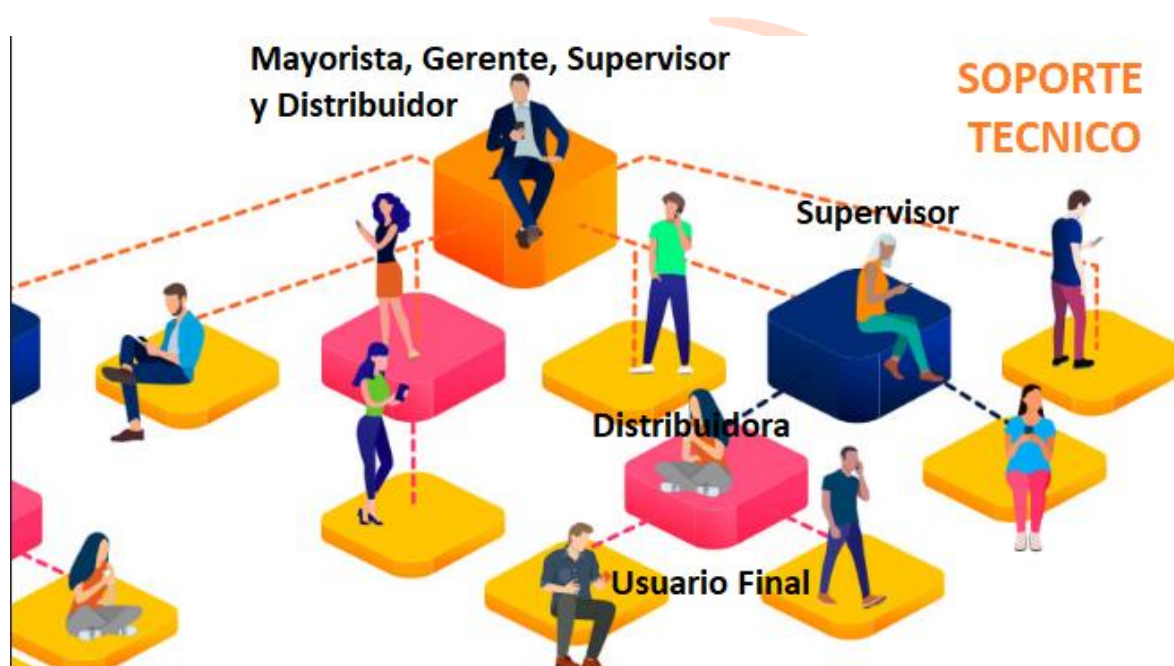 Mayorista, Gerente, Supervisor
y Distribuidor
SOPORTE
TECNICO
Supervisor
Distribuidora
Usuario Final